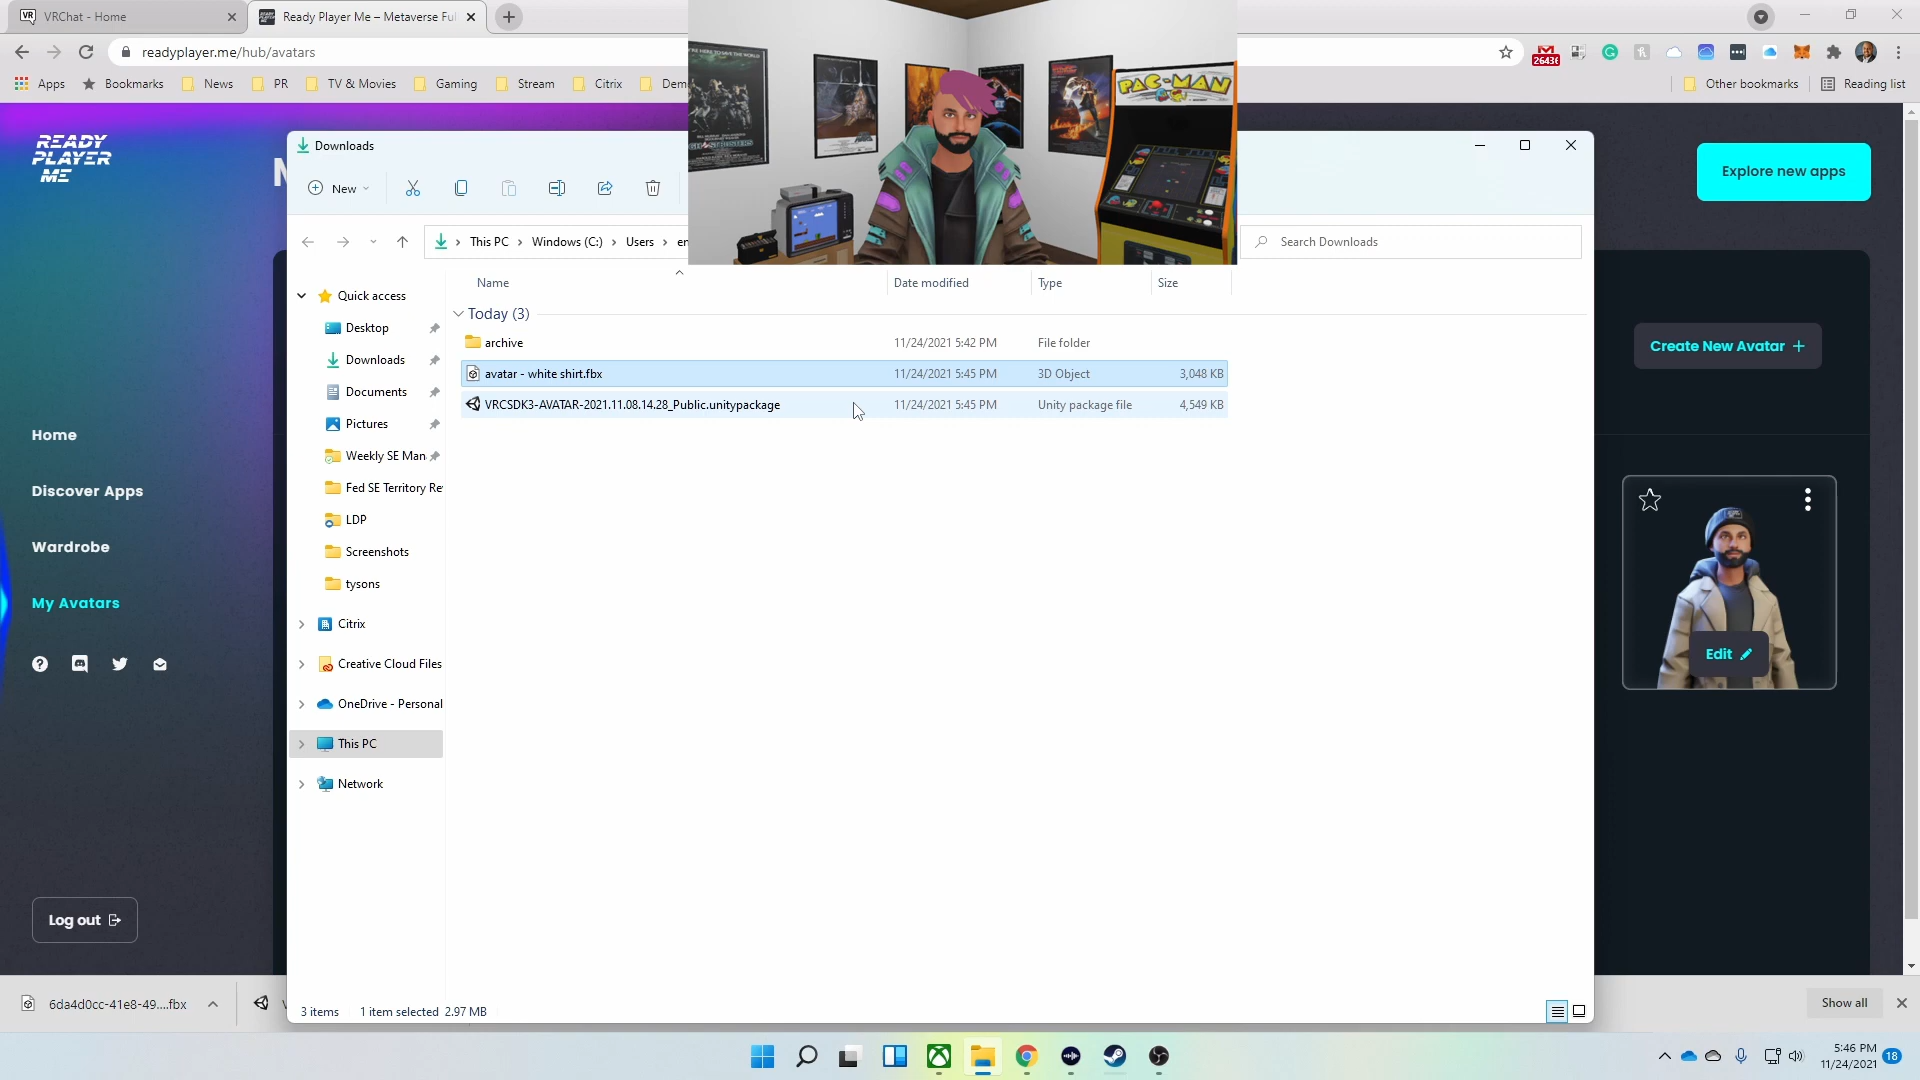 VRChat - Home
Ready Player Me – Metaverse Ful
readyplayer.me/hub/avatars
26436
Apps
Bookmarks
News
PR
TV & Movies
Gaming
Stream
Citrix
Dem
Other bookmarks
Reading list
READY
PLAYER
ME
Explore new apps
Create New Avatar +
Home
Discover Apps
Wardrobe
My Avatars
Log out
Edit
Downloads
New
This PC
Windows (C:)
Users
en
Search Downloads
GHOSTBUSTERS
PAC-MAN
Name
Date modified
Type
Size
Today (3)
archive
11/24/2021 5:42 PM
File folder
avatar - white shirt.fbx
11/24/2021 5:45 PM
3D Object
3,048 KB
VRCSDK3-AVATAR-2021.11.08.14.28_Public.unitypackage
11/24/2021 5:45 PM
Unity package file
4,549 KB
Quick access
Desktop
Downloads
Documents
Pictures
Weekly SE Man
Fed SE Territory Re
LDP
Screenshots
tysons
Citrix
Creative Cloud Files
OneDrive - Personal
This PC
Network
3 items
1 item selected 2.97 MB
6da4d0cc-41e8-49....fbx
Show all
5:46 PM
11/24/2021
18